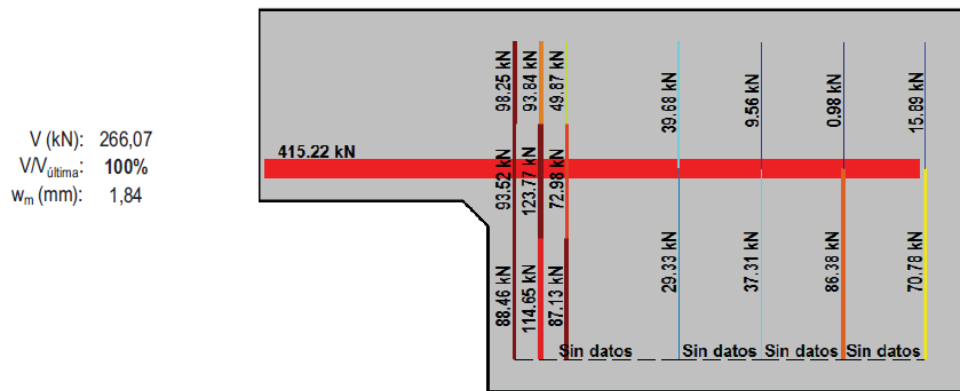 V (kN): 266,07
V/Vúltima: 100%
wm (mm): 1,84
415.22 kN
98.25 kN
93.84 kN
49.87 kN
39.68 kN
9.56 kN
0.98 kN
15.89 kN
93.52 kN
123.77 kN
72.98 kN
88.46 kN
114.65 kN
87.13 kN
29.33 kN
37.31 kN
86.38 kN
70.78 kN
Sin datos
Sin datos
Sin datos
Sin datos